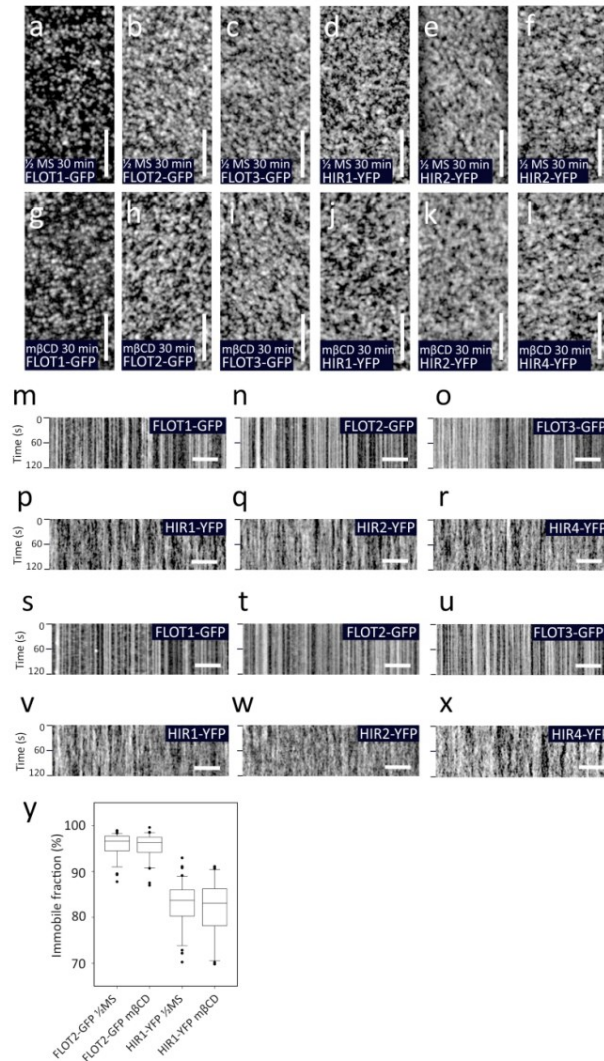 a b c d e f
½ MS 30 min ½ MS 30 min ½ MS 30 min ½ MS 30 min ½ MS 30 min ½ MS 30 min
FLOT1-GFP FLOT2-GFP FLOT3-GFP HIR1-YFP HIR2-YFP HIR2-YFP
g h i j k l
mβCD 30 min mβCD 30 min mβCD 30 min mβCD 30 min mβCD 30 min mβCD 30 min
FLOT1-GFP FLOT2-GFP FLOT3-GFP HIR1-YFP HIR2-YFP HIR4-YFP
m n o
Time (s) 0 60 120 FLOT1-GFP FLOT2-GFP FLOT3-GFP
p q r
Time (s) 0 60 120 HIR1-YFP HIR2-YFP HIR4-YFP
s t u
Time (s) 0 60 120 FLOT1-GFP FLOT2-GFP FLOT3-GFP
v w x
Time (s) 0 60 120 HIR1-YFP HIR2-YFP HIR4-YFP
y
Immobile fraction (%)
100
90
80
70
FLOT2-GFP ½MS
FLOT2-GFP mβCD
HIR1-YFP ½MS
HIR1-YFP mβCD